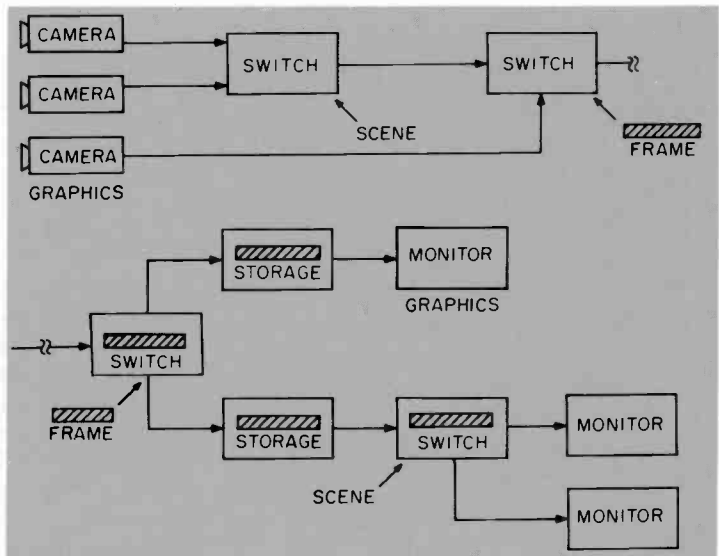 CAMERA
CAMERA
CAMERA
GRAPHICS
SWITCH
SCENE
SWITCH
FRAME
STORAGE
MONITOR
GRAPHICS
SWITCH
FRAME
STORAGE
SWITCH
SCENE
MONITOR
MONITOR